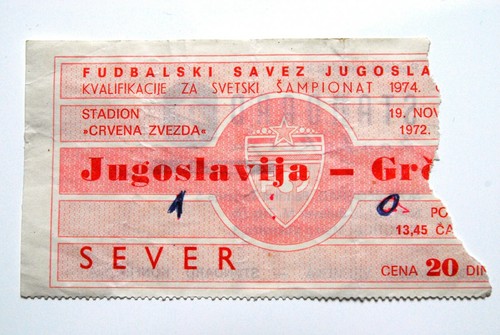 FUDBALSKI SAVEZ JUGOSLA
KVALIFIKACIJE ZA SVETSKI ŠAMPIONAT 1974.
STADION
»CRVENA ZVEZDA«
19. NOV
1972.
Jugoslavija – Grč
1 : 0
PO
13,45 ČA
SEVER
CENA 20 DIN